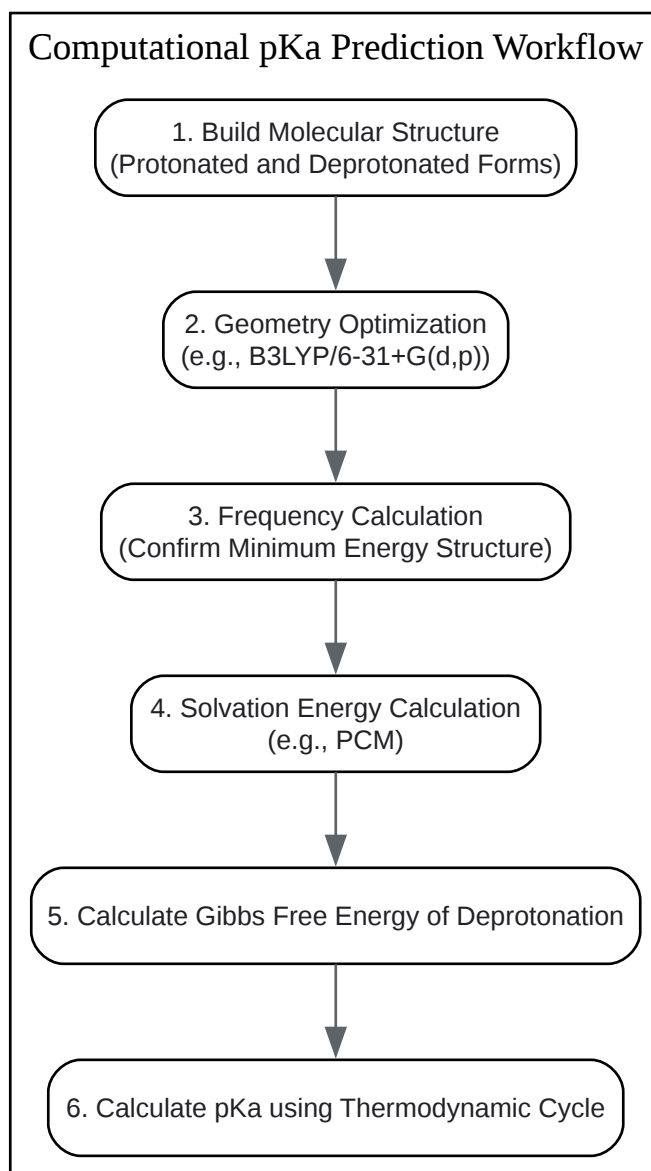 Computational pKa Prediction Workflow
1. Build Molecular Structure
(Protonated and Deprotonated Forms)
2. Geometry Optimization
(e.g., B3LYP/6-31+G(d,p))
3. Frequency Calculation
(Confirm Minimum Energy Structure)
4. Solvation Energy Calculation
(e.g., PCM)
5. Calculate Gibbs Free Energy of Deprotonation
6. Calculate pKa using Thermodynamic Cycle